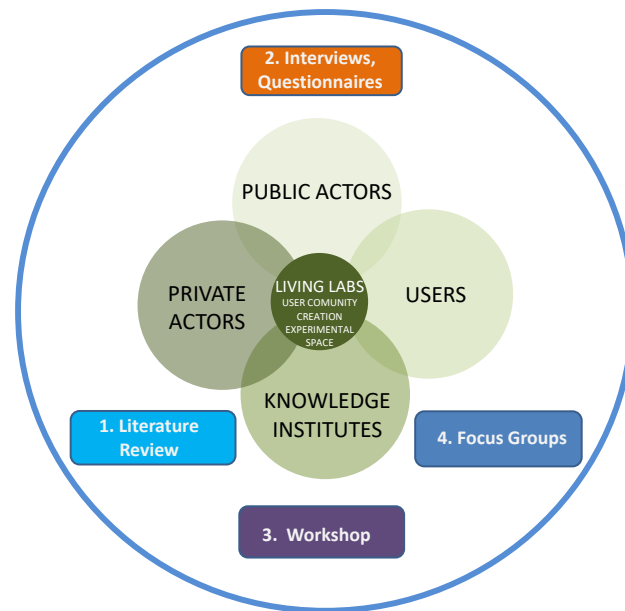 2. Interviews,
Questionnaires
PUBLIC ACTORS
PRIVATE
ACTORS
LIVING LABS
USER COMUNITY
CREATION
EXPERIMENTAL
SPACE
USERS
KNOWLEDGE
INSTITUTES
1. Literature
Review
4. Focus Groups
3. Workshop